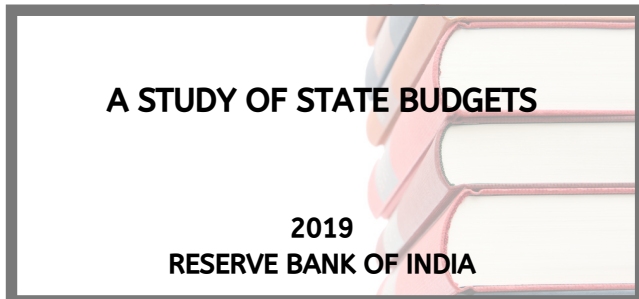 A STUDY OF STATE BUDGETS
2019
RESERVE BANK OF INDIA